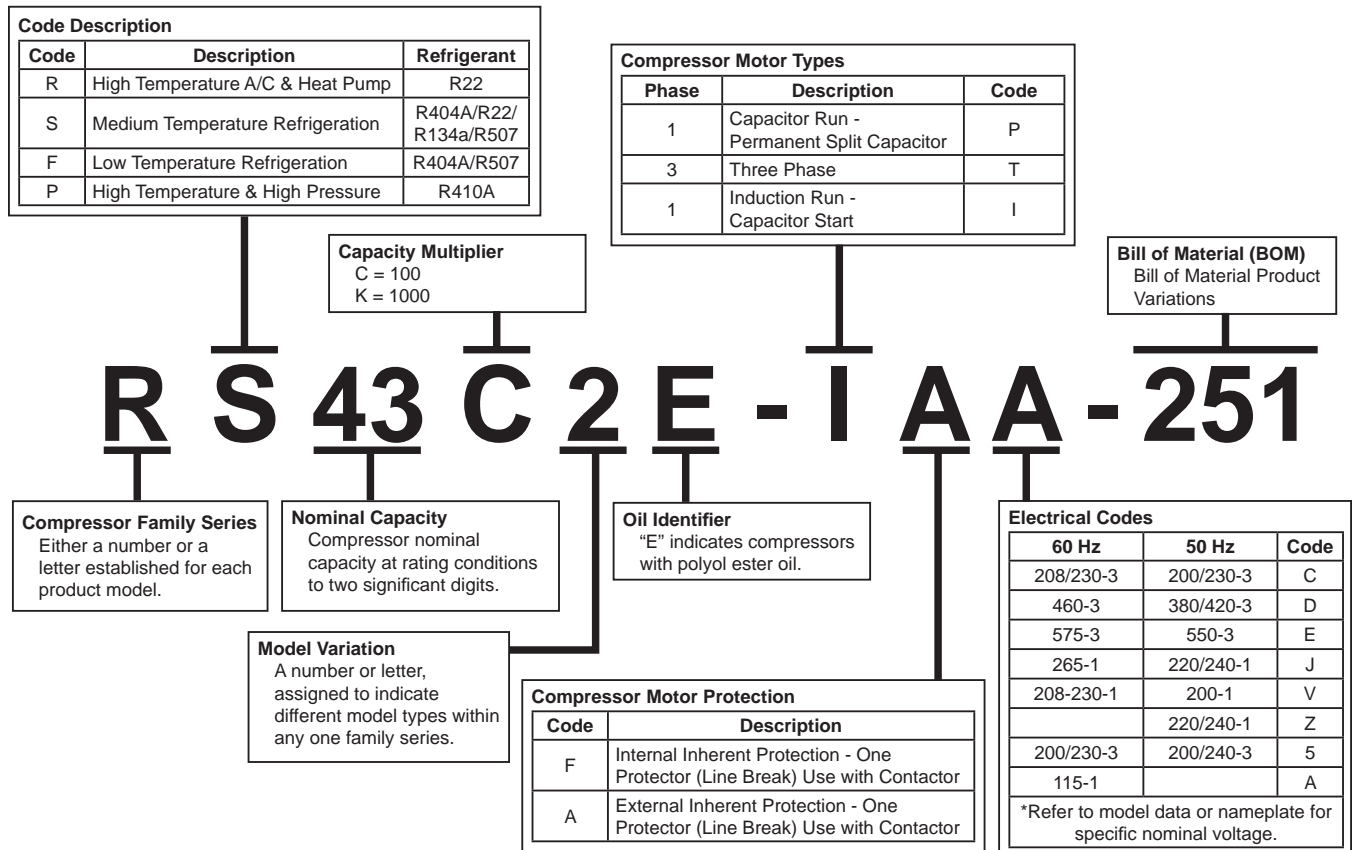 Code Description
Code Description Refrigerant
R High Temperature A/C & Heat Pump R22
S Medium Temperature Refrigeration R404A/R22/
R134a/R507
F Low Temperature Refrigeration R404A/R507
P High Temperature & High Pressure R410A
Compressor Motor Types
Phase Description Code
1 Capacitor Run -
Permanent Split Capacitor P
3 Three Phase T
1 Induction Run -
Capacitor Start I
Capacity Multiplier
C = 100
K = 1000
Bill of Material (BOM)
Bill of Material Product
Variations
R S 43 C 2 E - I A A - 251
Compressor Family Series
Either a number or a
letter established for each
product model.
Nominal Capacity
Compressor nominal
capacity at rating conditions
to two significant digits.
Oil Identifier
“E” indicates compressors
with polyol ester oil.
Model Variation
A number or letter,
assigned to indicate
different model types within
any one family series.
Compressor Motor Protection
Code Description
F Internal Inherent Protection - One
Protector (Line Break) Use with Contactor
A External Inherent Protection - One
Protector (Line Break) Use with Contactor
Electrical Codes
60 Hz 50 Hz Code
208/230-3 200/230-3 C
460-3 380/420-3 D
575-3 550-3 E
265-1 220/240-1 J
208-230-1 200-1 V
220/240-1 Z
200/230-3 200/240-3 5
115-1 A
*Refer to model data or nameplate for
specific nominal voltage.